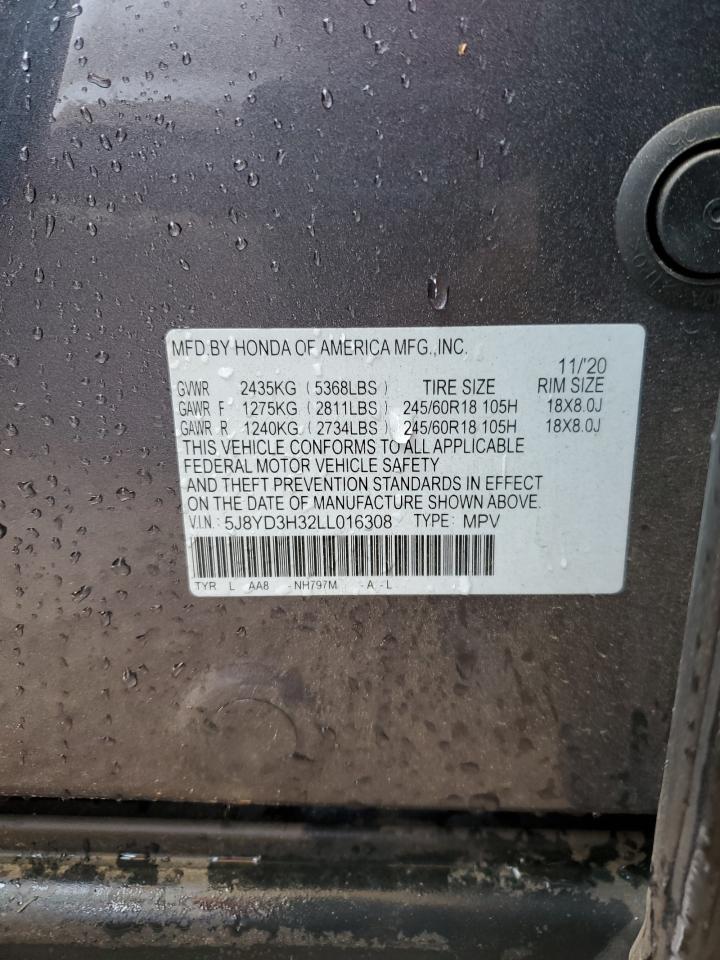 MFD.BY HONDA OF AMERICA MFG.,INC.
11/'20
GVWR 2435KG (5368LBS) TIRE SIZE RIM SIZE
GAWR F 1275KG (2811LBS) 245/60R18 105H 18X8.0J
GAWR R 1240KG (2734LBS) 245/60R18 105H 18X8.0J
THIS VEHICLE CONFORMS TO ALL APPLICABLE
FEDERAL MOTOR VEHICLE SAFETY
AND THEFT PREVENTION STANDARDS IN EFFECT
ON THE DATE OF MANUFACTURE SHOWN ABOVE.
V.I.N.: 5J8YD3H32LL016308 TYPE: MPV
TYR L AA8 -NH797M -A -L